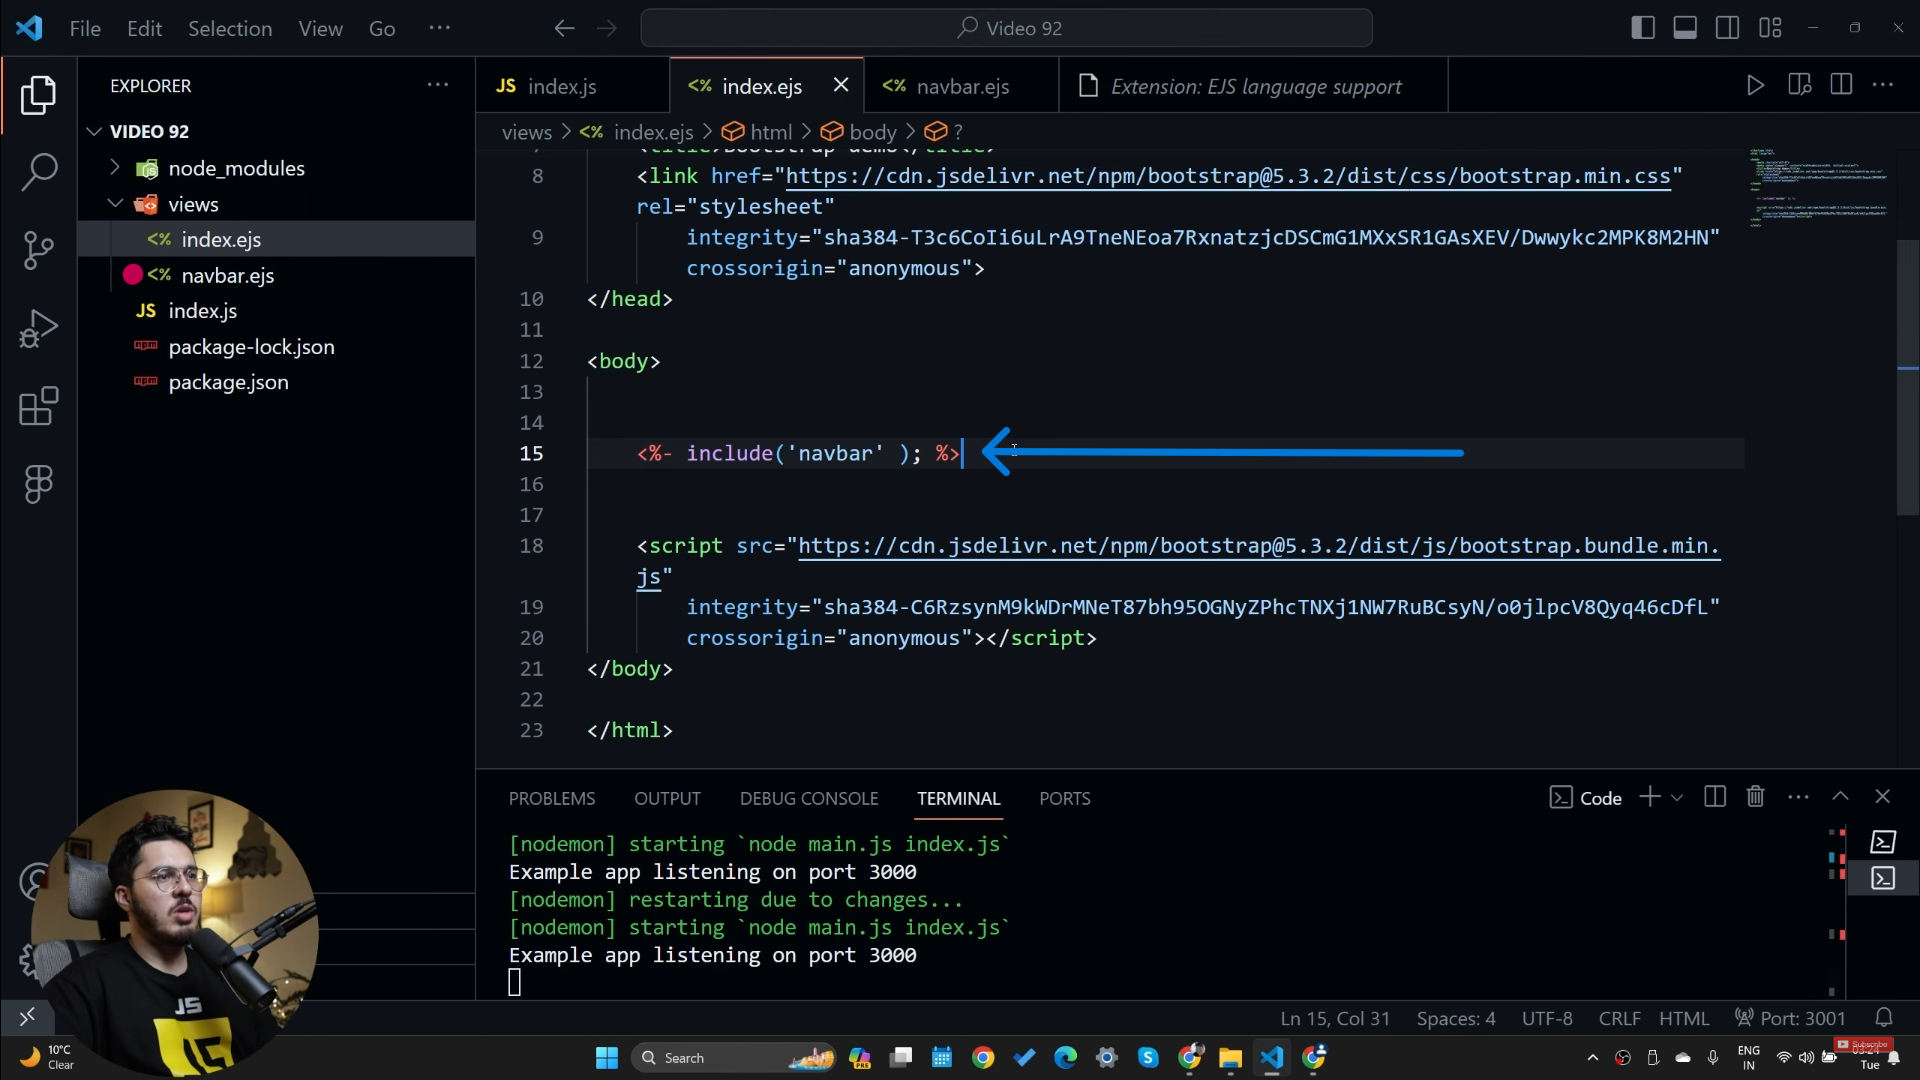 File Edit Selection View Go ···
Video 92
EXPLORER
VIDEO 92
node_modules
views
<% index.ejs
<% navbar.ejs
JS index.js
package-lock.json
package.json
JS index.js
<% index.ejs
<% navbar.ejs
Extension: EJS language support
views > <% index.ejs > html > body > ?
8 <link href="https://cdn.jsdelivr.net/npm/bootstrap@5.3.2/dist/css/bootstrap.min.css"
rel="stylesheet"
9 integrity="sha384-T3c6CoIi6uLrA9TneNEoa7RxnatzjcDSCmG1MXxSR1GAsXEV/Dwwykc2MPK8M2HN"
crossorigin="anonymous">
10 </head>
11
12 <body>
13
14
15 <%- include('navbar' ); %>
16
17
18 <script src="https://cdn.jsdelivr.net/npm/bootstrap@5.3.2/dist/js/bootstrap.bundle.min.
js"
19 integrity="sha384-C6RzsynM9kWDrMNeT87bh95OGNyZPhcTNXj1NW7RuBCsyN/o0jlpcV8Qyq46cDfL"
20 crossorigin="anonymous"></script>
21 </body>
22
23 </html>
PROBLEMS OUTPUT DEBUG CONSOLE TERMINAL PORTS
Code
[nodemon] starting `node main.js index.js`
Example app listening on port 3000
[nodemon] restarting due to changes...
[nodemon] starting `node main.js index.js`
Example app listening on port 3000
JS
Ln 15, Col 31 Spaces: 4 UTF-8 CRLF HTML Port: 3001
10°C
Clear
Search
PRE
ENG
IN
Subscribe
Tue